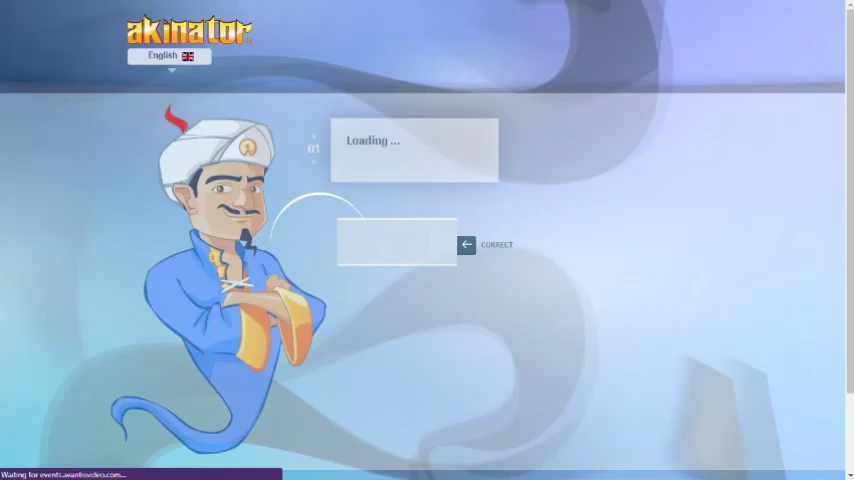 akinator
English
01
Loading ...
CORRECT
Waiting for events.avantisvideo.com...